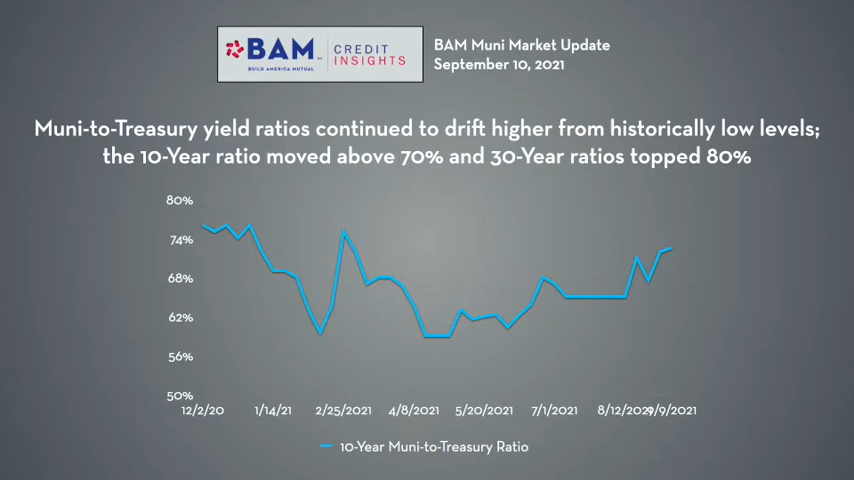 BAM
BUILD AMERICA MUTUAL
CREDIT
INSIGHTS
BAM Muni Market Update
September 10, 2021
Muni-to-Treasury yield ratios continued to drift higher from historically low levels;
the 10-Year ratio moved above 70% and 30-Year ratios topped 80%
80%
74%
68%
62%
56%
50%
12/2/20 1/14/21 2/25/2021 4/8/2021 5/20/2021 7/1/2021 8/12/2021 9/9/2021
10-Year Muni-to-Treasury Ratio